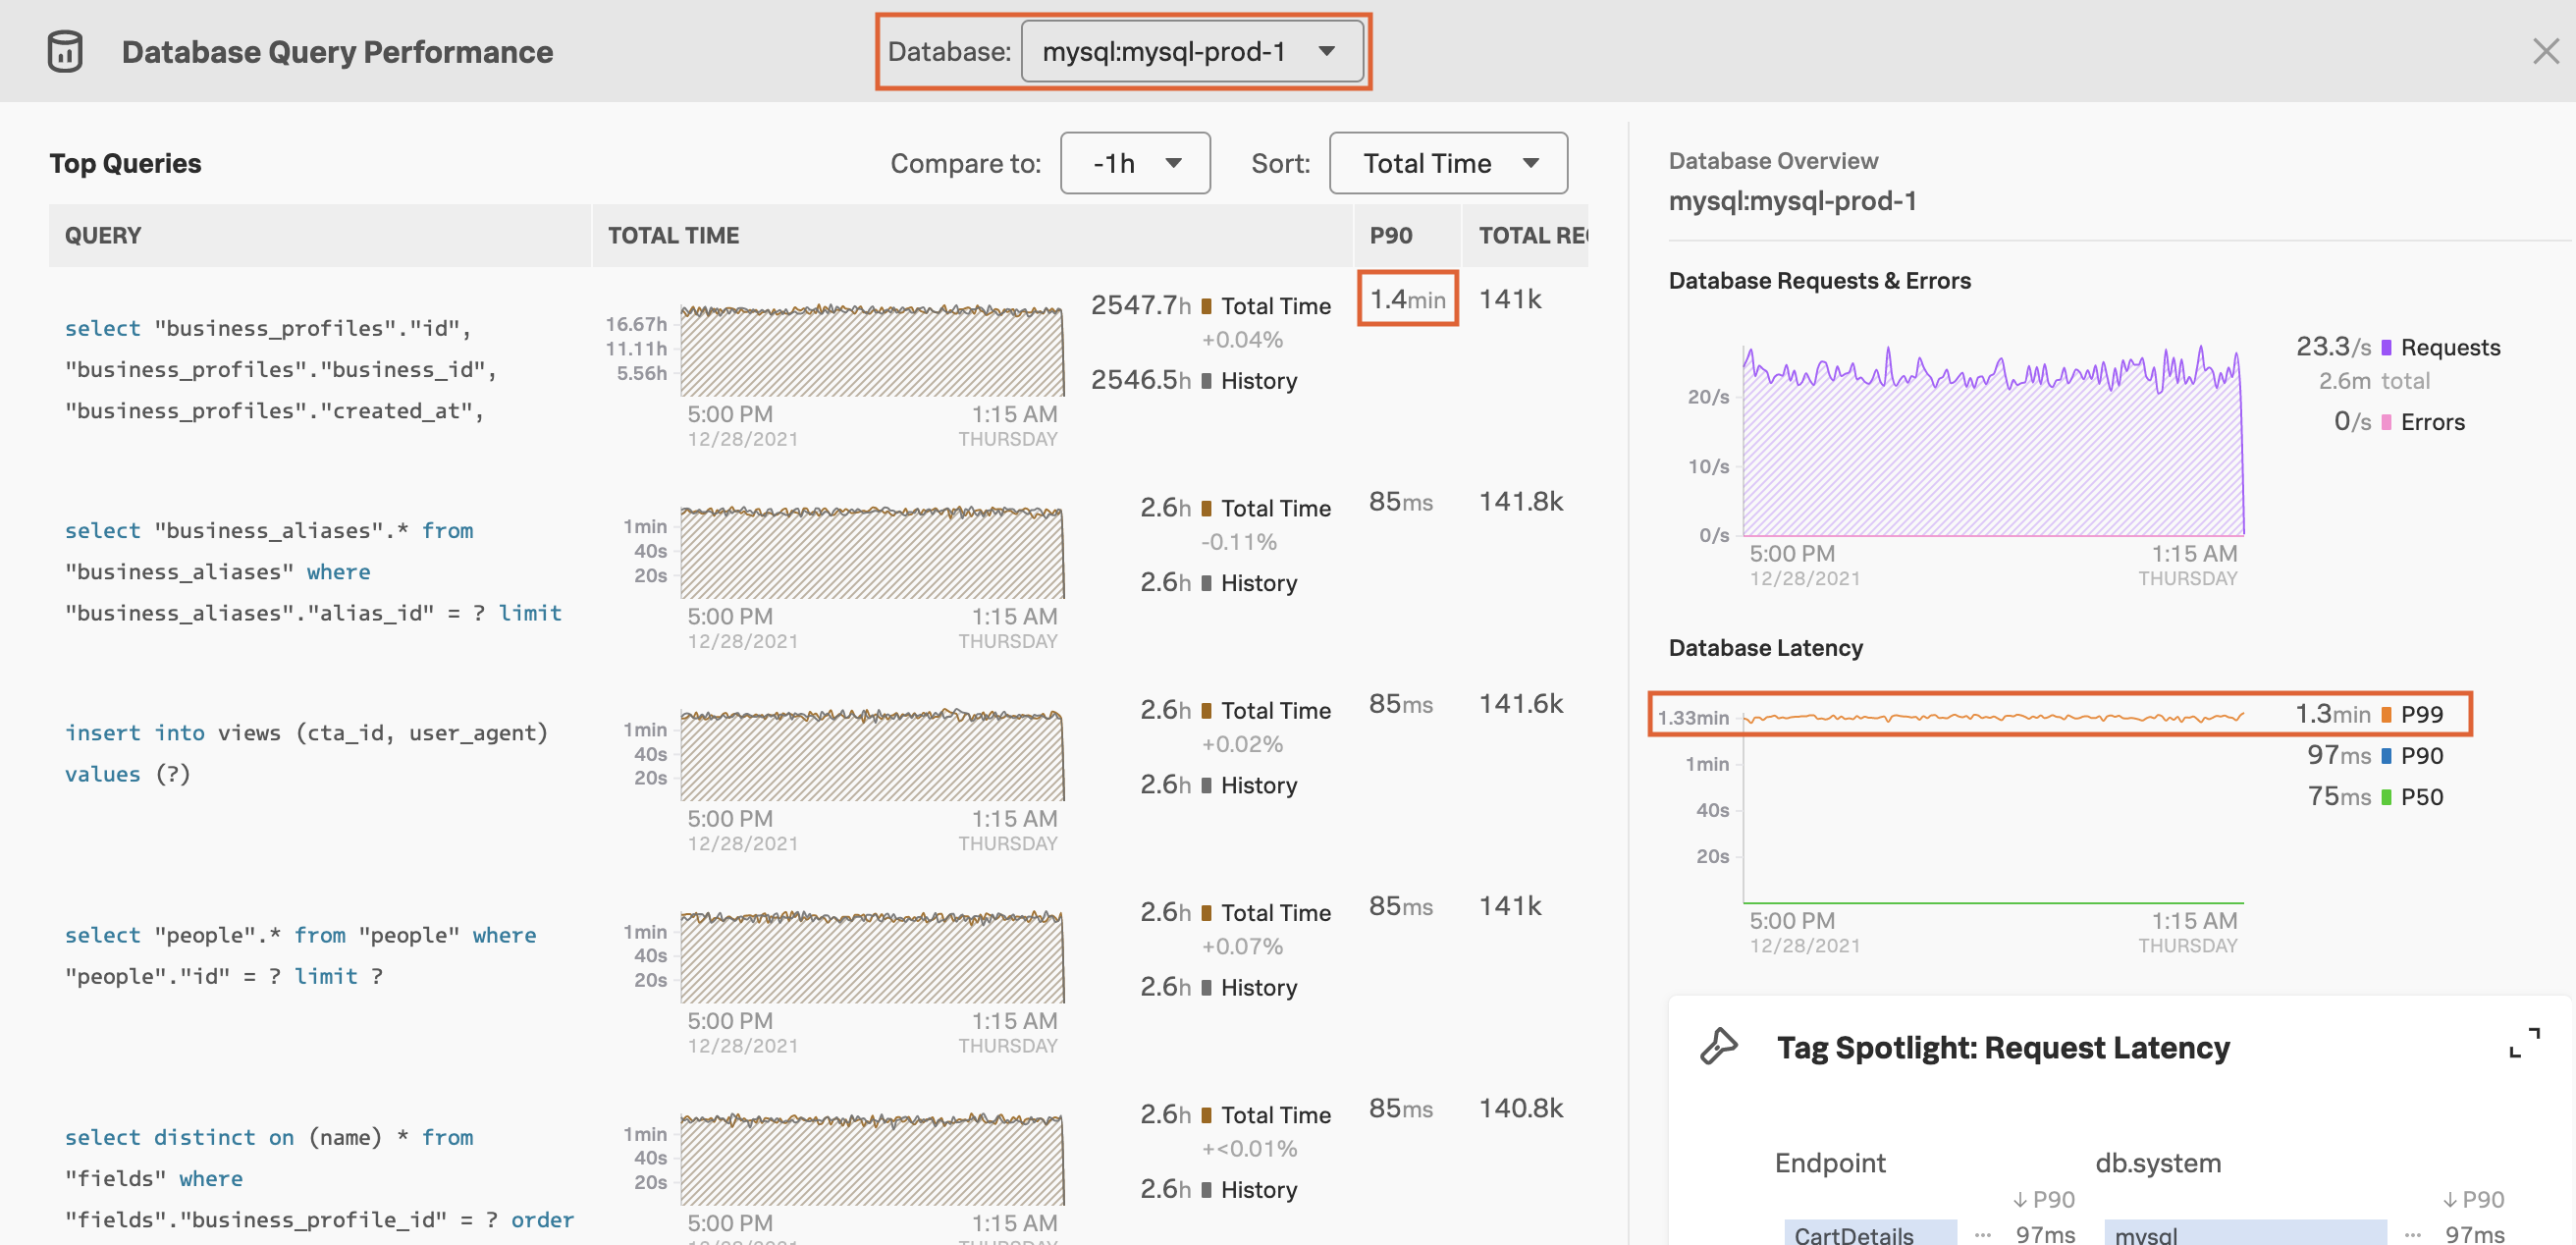 Database Query Performance
Database: mysql:mysql-prod-1
Top Queries
Compare to: -1h Sort: Total Time
QUERY TOTAL TIME P90 TOTAL REC
select "business_profiles"."id",
"business_profiles"."business_id",
"business_profiles"."created_at",
16.67h
11.11h
5.56h
5:00 PM 1:15 AM
12/28/2021 THURSDAY
2547.7h Total Time
+0.04%
2546.5h History
1.4min 141k
select "business_aliases".* from
"business_aliases" where
"business_aliases"."alias_id" = ? limit
1min
40s
20s
5:00 PM 1:15 AM
12/28/2021 THURSDAY
2.6h Total Time
-0.11%
2.6h History
85ms 141.8k
insert into views (cta_id, user_agent)
values (?)
1min
40s
20s
5:00 PM 1:15 AM
12/28/2021 THURSDAY
2.6h Total Time
+0.02%
2.6h History
85ms 141.6k
select "people".* from "people" where
"people"."id" = ? limit ?
1min
40s
20s
5:00 PM 1:15 AM
12/28/2021 THURSDAY
2.6h Total Time
+0.07%
2.6h History
85ms 141k
select distinct on (name) * from
"fields" where
"fields"."business_profile_id" = ? order
1min
40s
20s
5:00 PM 1:15 AM
2.6h Total Time
+<0.01%
2.6h History
85ms 140.8k
Database Overview
mysql:mysql-prod-1
Database Requests & Errors
20/s
10/s
0/s
5:00 PM 1:15 AM
12/28/2021 THURSDAY
23.3/s Requests
2.6m total
0/s Errors
Database Latency
1.33min
1min
40s
20s
5:00 PM 1:15 AM
12/28/2021 THURSDAY
1.3min P99
97ms P90
75ms P50
Tag Spotlight: Request Latency
Endpoint db.system
↓ P90 ↓ P90
CartDetails ··· 97ms mysql ··· 97ms